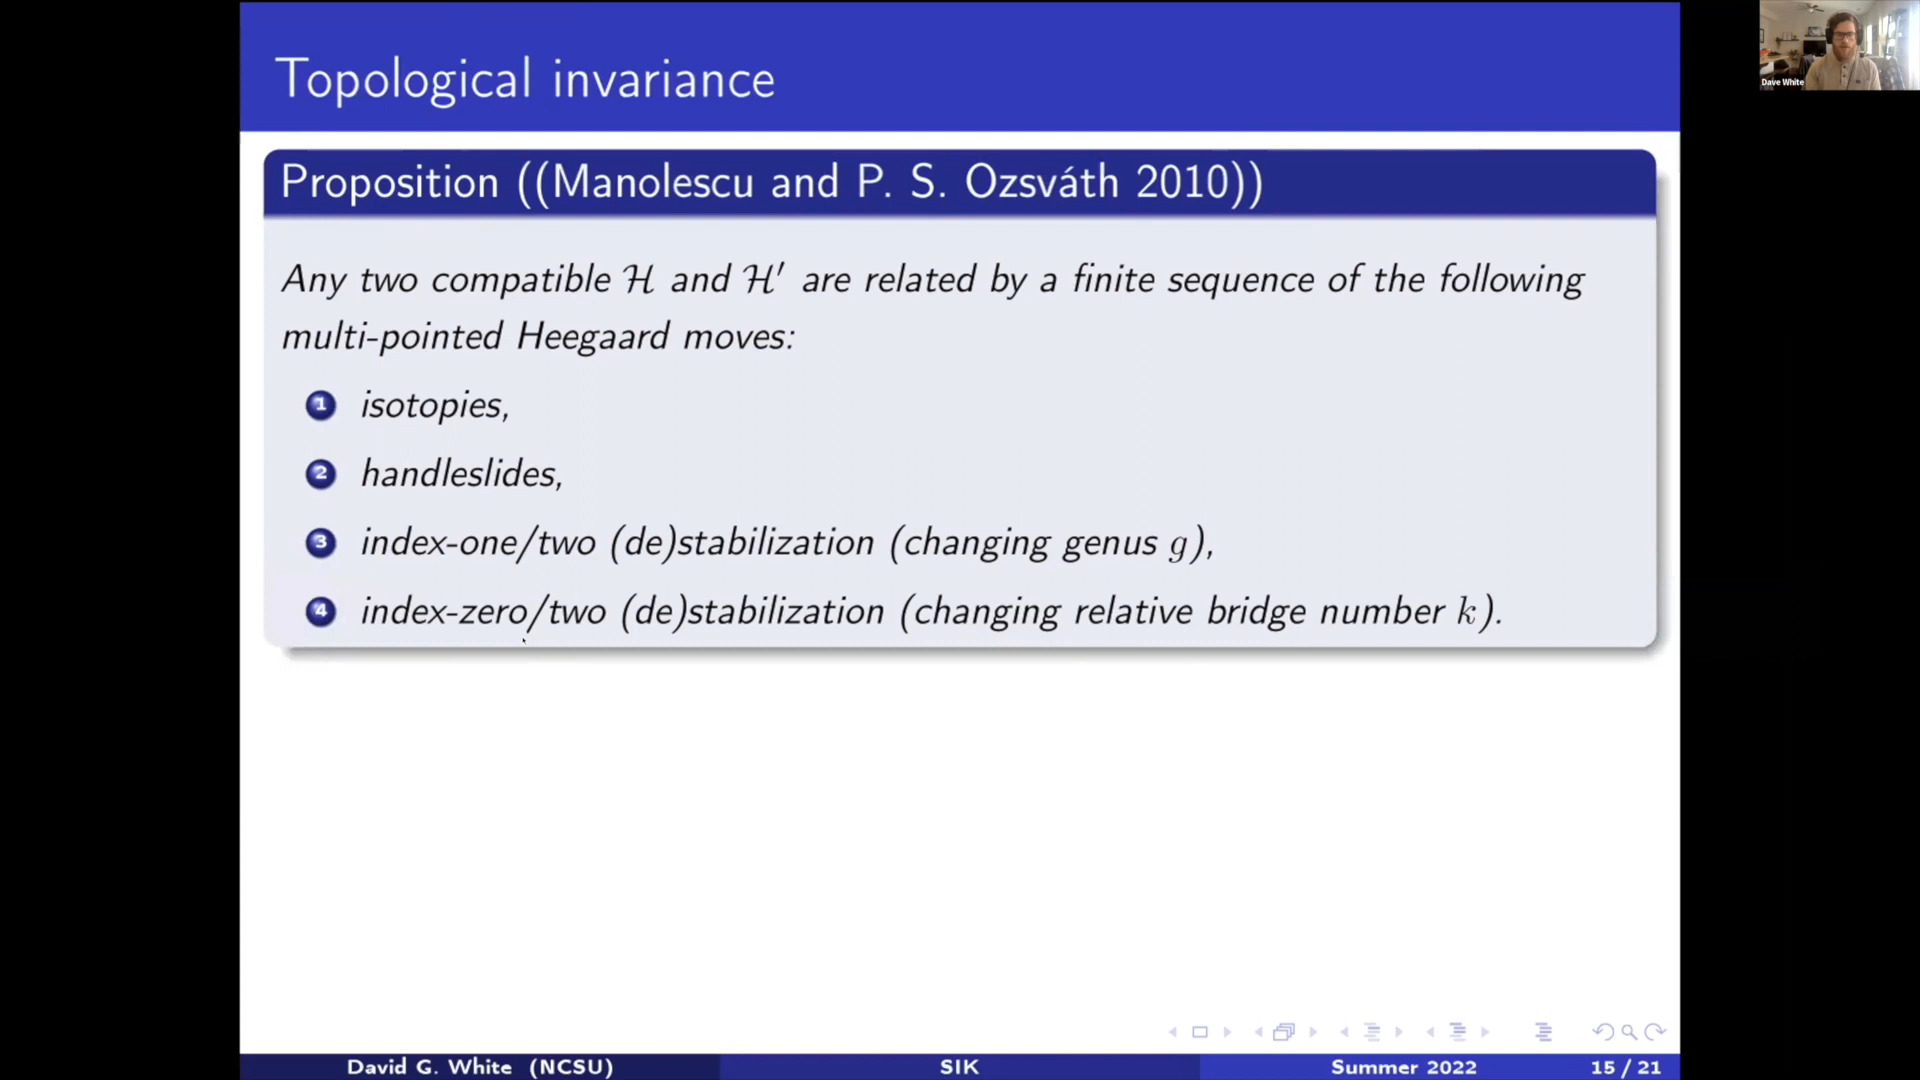 Topological invariance
Dave White
Proposition ((Manolescu and P. S. Ozsváth 2010))
Any two compatible ℋ and ℋ′ are related by a finite sequence of the following
multi-pointed Heegaard moves:
1 isotopies,
2 handleslides,
3 index-one/two (de)stabilization (changing genus g),
4 index-zero/two (de)stabilization (changing relative bridge number k).
David G. White (NCSU) SIK Summer 2022 15 / 21